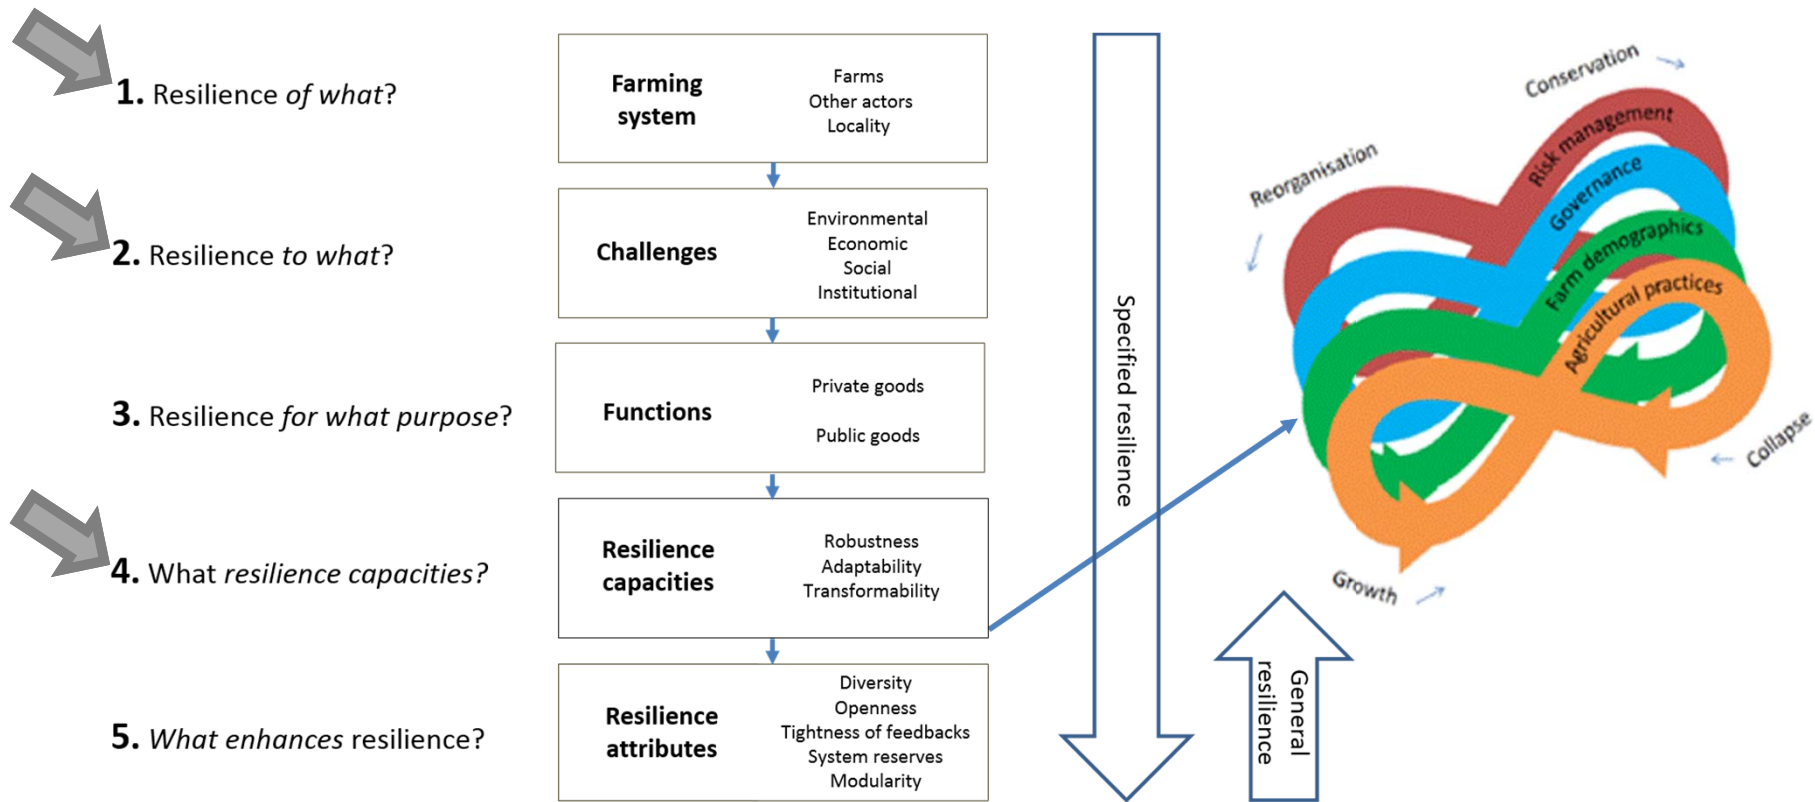 1. Resilience of what?
Farming
system
Farms
Other actors
Locality
2. Resilience to what?
Challenges
Environmental
Economic
Social
Institutional
3. Resilience for what purpose?
Functions
Private goods
Public goods
4. What resilience capacities?
Resilience
capacities
Robustness
Adaptability
Transformability
5. What enhances resilience?
Resilience
attributes
Diversity
Openness
Tightness of feedbacks
System reserves
Modularity
Specified resilience
General
resilience
Conservation
Reorganisation
Risk management
Governance
Farm demographics
Agricultural practices
Collapse
Growth